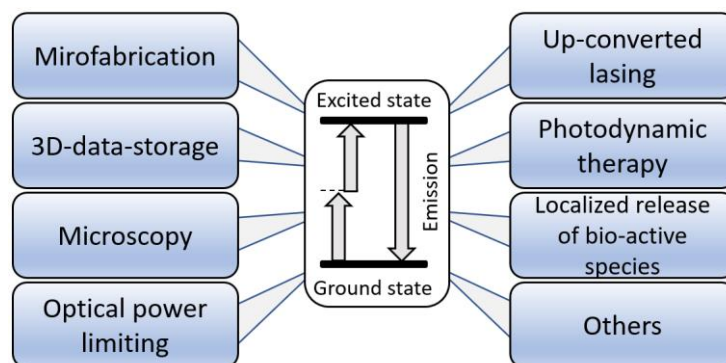 Mirofabrication
3D-data-storage
Microscopy
Optical power
limiting
Excited state
Emission
Ground state
Up-converted
lasing
Photodynamic
therapy
Localized release
of bio-active
species
Others